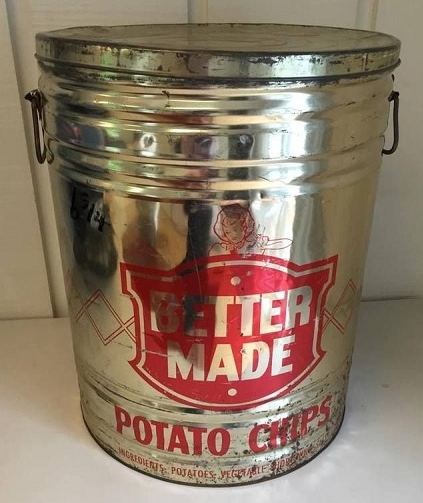 BETTER
MADE
POTATO CHIPS
INGREDIENTS: POTATOES VEGETABLE